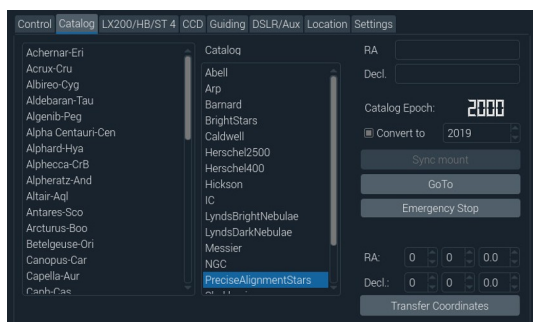 Control Catalog LX200/HB/ST 4 CCD Guiding DSLR/Aux Location Settings
Achernar-Eri
Acrux-Cru
Albireo-Cyg
Aldebaran-Tau
Algenib-Peg
Alpha Centauri-Cen
Alphard-Hya
Alphecca-CrB
Alpheratz-And
Altair-Aql
Antares-Sco
Arcturus-Boo
Betelgeuse-Ori
Canopus-Car
Capella-Aur
Caph-Cas
Catalog
Abell
Arp
Barnard
BrightStars
Caldwell
Herschel2500
Herschel400
Hickson
IC
LyndsBrightNebulae
LyndsDarkNebulae
Messier
NGC
PreciseAlignmentStars
RA
Decl.
Catalog Epoch: 2000
Convert to 2019
Sync mount
GoTo
Emergency Stop
RA: 0 0 0.0
Decl.: 0 0 0.0
Transfer Coordinates